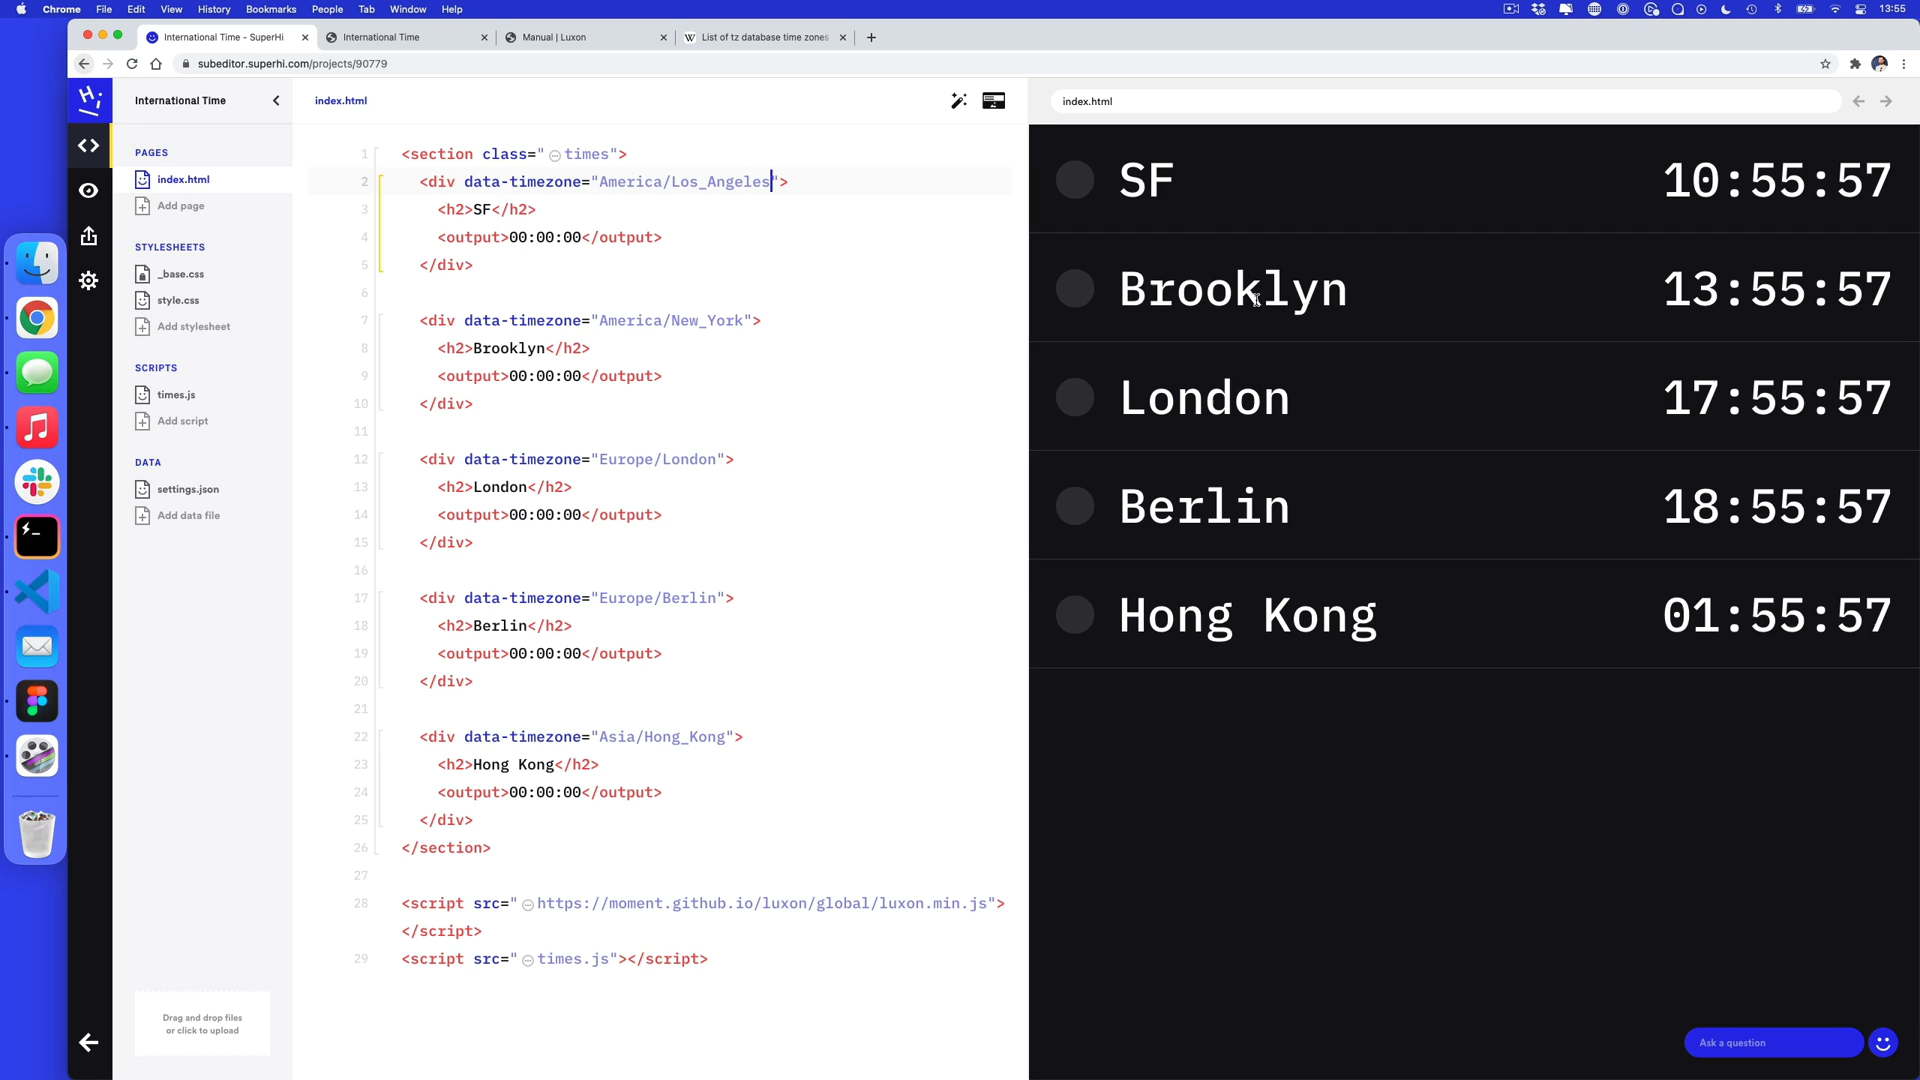 Chrome File Edit View History Bookmarks People Tab Window Help 13:55
International Time - SuperHi
International Time
Manual | Luxon
List of tz database time zones
subeditor.superhi.com/projects/90779
International Time
PAGES
index.html
Add page
STYLESHEETS
_base.css
style.css
Add stylesheet
SCRIPTS
times.js
Add script
DATA
settings.json
Add data file
Drag and drop files
or click to upload
index.html
1 <section class="times">
2 <div data-timezone="America/Los_Angeles">
3 <h2>SF</h2>
4 <output>00:00:00</output>
5 </div>
6
7 <div data-timezone="America/New_York">
8 <h2>Brooklyn</h2>
9 <output>00:00:00</output>
10 </div>
11
12 <div data-timezone="Europe/London">
13 <h2>London</h2>
14 <output>00:00:00</output>
15 </div>
16
17 <div data-timezone="Europe/Berlin">
18 <h2>Berlin</h2>
19 <output>00:00:00</output>
20 </div>
21
22 <div data-timezone="Asia/Hong_Kong">
23 <h2>Hong Kong</h2>
24 <output>00:00:00</output>
25 </div>
26 </section>
27
28 <script src="https://moment.github.io/luxon/global/luxon.min.js">
</script>
29 <script src="times.js"></script>
index.html
SF 10:55:57
Brooklyn 13:55:57
London 17:55:57
Berlin 18:55:57
Hong Kong 01:55:57
Ask a question